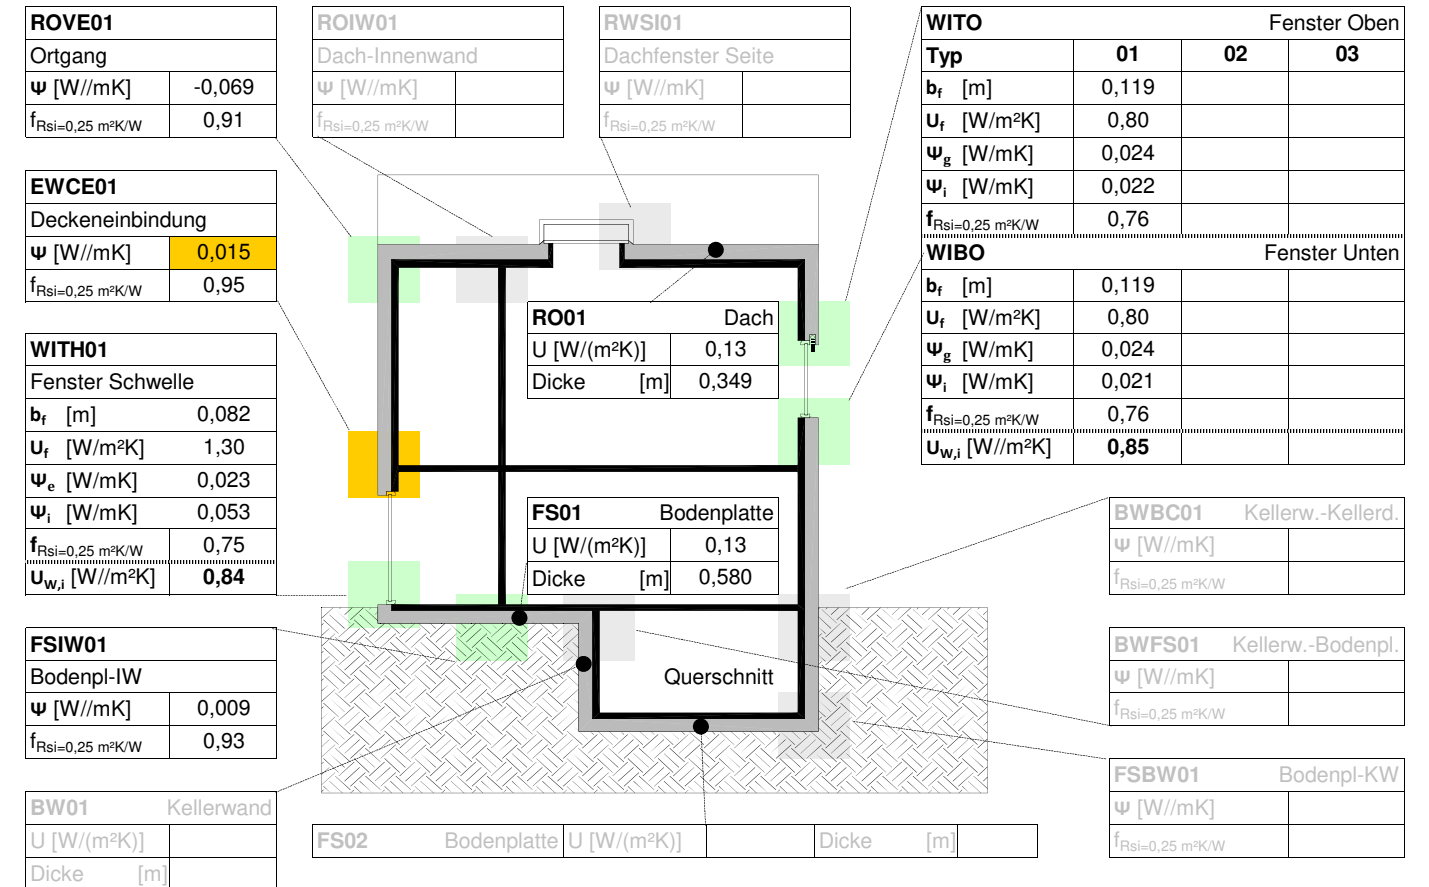 ROVE01
Ortgang
Ψ [W//mK] -0,069
fRsi=0,25 m²K/W 0,91
ROIW01
Dach-Innenwand
Ψ [W//mK]
fRsi=0,25 m²K/W
RWSI01
Dachfenster Seite
Ψ [W//mK]
fRsi=0,25 m²K/W
WITO Fenster Oben
Typ 01 02 03
bf [m] 0,119
Uf [W/m²K] 0,80
Ψg [W/mK] 0,024
Ψi [W/mK] 0,022
fRsi=0,25 m²K/W 0,76
WIBO Fenster Unten
bf [m] 0,119
Uf [W/m²K] 0,80
Ψg [W/mK] 0,024
Ψi [W/mK] 0,021
fRsi=0,25 m²K/W 0,76
UW,i [W//m²K] 0,85
EWCE01
Deckeneinbindung
Ψ [W//mK] 0,015
fRsi=0,25 m²K/W 0,95
RO01 Dach
U [W/(m²K)] 0,13
Dicke [m] 0,349
WITH01
Fenster Schwelle
bf [m] 0,082
Uf [W/m²K] 1,30
Ψe [W/mK] 0,023
Ψi [W/mK] 0,053
fRsi=0,25 m²K/W 0,75
UW,i [W//m²K] 0,84
FS01 Bodenplatte
U [W/(m²K)] 0,13
Dicke [m] 0,580
BWBC01 Kellerw.-Kellerd.
Ψ [W//mK]
fRsi=0,25 m²K/W
FSIW01
Bodenpl-IW
Ψ [W//mK] 0,009
fRsi=0,25 m²K/W 0,93
Querschnitt
BWFS01 Kellerw.-Bodenpl.
Ψ [W//mK]
fRsi=0,25 m²K/W
FSBW01 Bodenpl-KW
Ψ [W//mK]
fRsi=0,25 m²K/W
BW01 Kellerwand
U [W/(m²K)]
Dicke [m]
FS02 Bodenplatte U [W/(m²K)] Dicke [m]